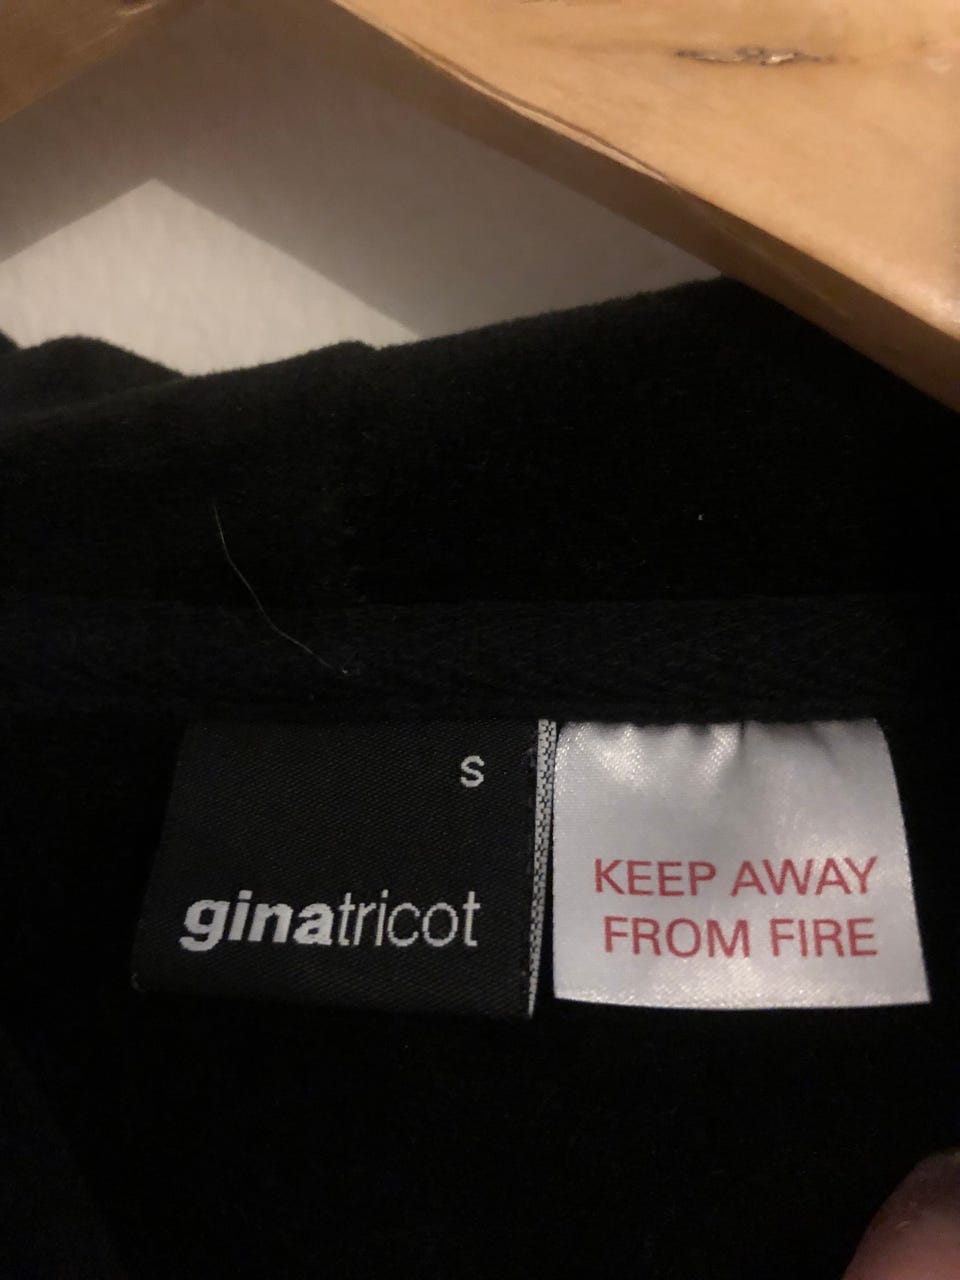 S
ginatricot
KEEP AWAY
FROM FIRE